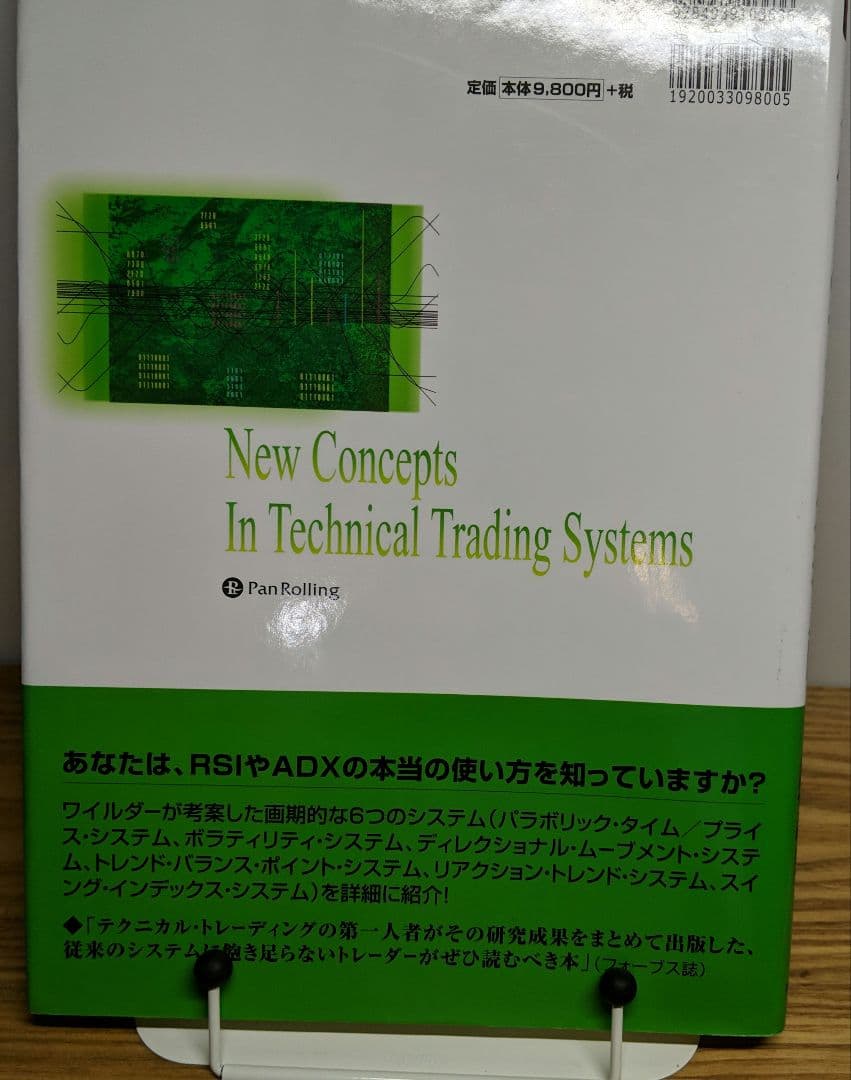 定価 本体9,800円 +税
1920033098005
New Concepts
In Technical Trading Systems
PanRolling
あなたは、RSIやADXの本当の使い方を知っていますか?
ワイルダーが考案した画期的な6つのシステム(パラボリック・タイム/プライ
ス・システム、ボラティリティ・システム、ディレクショナル・ムーブメント・システ
ム、トレンド・バランス・ポイント・システム、リアクション・トレンド・システム、スイ
ング・インデックス・システム)を詳細に紹介!
◆「テクニカル・トレーディングの第一人者がその研究成果をまとめて出版した、
従来のシステムに飽き足らないトレーダーがぜひ読むべき本」(フォーブス誌)